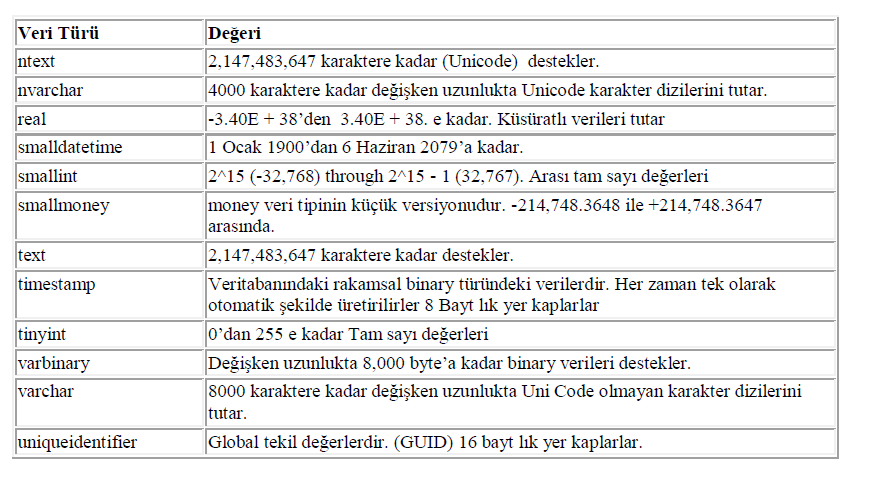 Veri Türü Değeri
ntext 2,147,483,647 karaktere kadar (Unicode) destekler.
nvarchar 4000 karaktere kadar değişken uzunlukta Unicode karakter dizilerini tutar.
real -3.40E + 38’den 3.40E + 38. e kadar. Küsüratlı verileri tutar
smalldatetime 1 Ocak 1900’dan 6 Haziran 2079’a kadar.
smallint 2^15 (-32,768) through 2^15 - 1 (32,767). Arası tam sayı değerleri
smallmoney money veri tipinin küçük versiyonudur. -214,748.3648 ile +214,748.3647
arasında.
text 2,147,483,647 karaktere kadar destekler.
timestamp Veritabanındaki rakamsal binary türündeki verilerdir. Her zaman tek olarak
otomatik şekilde üretirilirler 8 Bayt lık yer kaplarlar
tinyint 0’dan 255 e kadar Tam sayı değerleri
varbinary Değişken uzunlukta 8,000 byte’a kadar binary verileri destekler.
varchar 8000 karaktere kadar değişken uzunlukta Uni Code olmayan karakter dizilerini
tutar.
uniqueidentifier Global tekil değerlerdir. (GUID) 16 bayt lık yer kaplarlar.